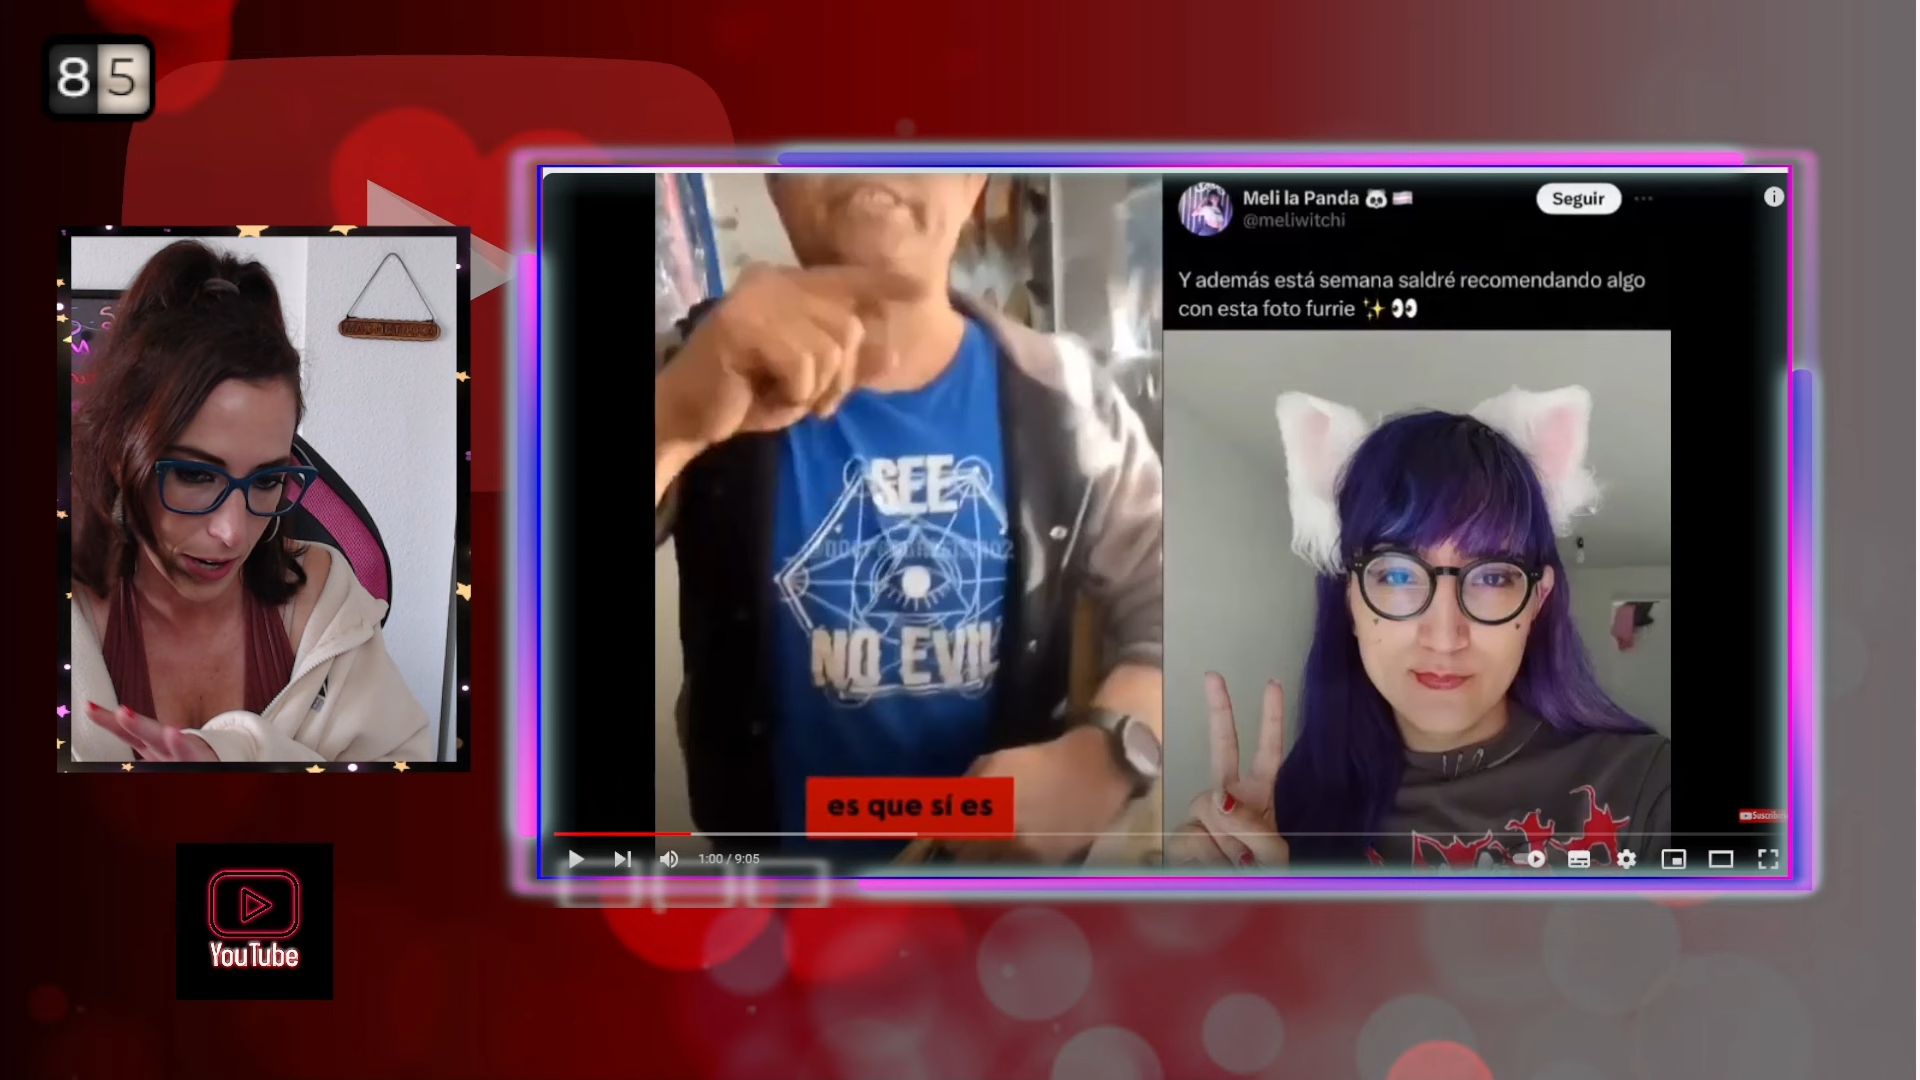 85
Meli la Panda
@meliwitchi
Seguir
Y además está semana saldré recomendando algo
con esta foto furrie
SEE
NO EVIL
es que sí es
Suscribirse
1:00 / 9:05
YouTube